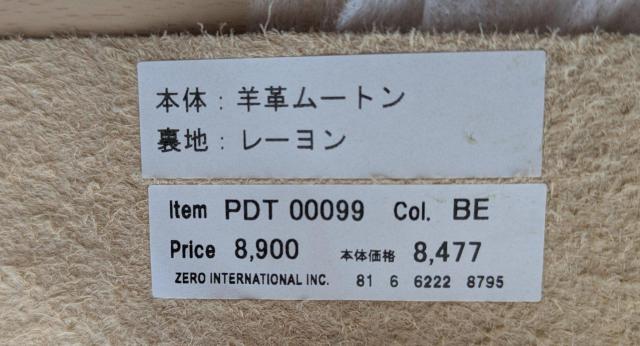 本体：羊革ムートン
裏地：レーヨン
Item PDT 00099 Col. BE
Price 8,900 本体価格 8,477
ZERO INTERNATIONAL INC. 81 6 6222 8795